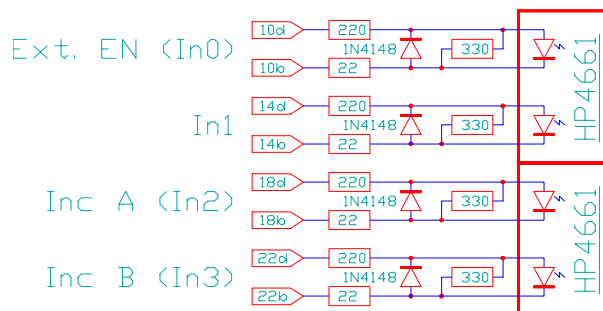 10d 220
Ext. EN (In0) 1N4148 330
10b 22
HP4661
14d 220
In1 1N4148 330
14b 22
18d 220
Inc A (In2) 1N4148 330
18b 22
HP4661
22d 220
Inc B (In3) 1N4148 330
22b 22